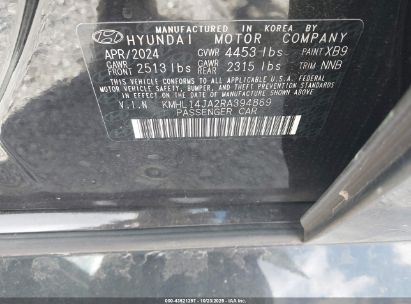 MANUFACTURED IN KOREA BY
HYUNDAI MOTOR COMPANY
APR/2024 GVWR 4453 lbs PAINT XB9
GAWR FRONT 2513 lbs GAWR REAR 2315 lbs TRIM NNB
THIS VEHICLE CONFORMS TO ALL APPLICABLE U.S. FEDERAL
MOTOR VEHICLE SAFETY, BUMPER, AND THEFT PREVENTION
STANDARDS IN EFFECT ON THE DATE OF MANUFACTURE
SHOWN ABOVE.
V.I.N KMHL14JA2RA394869
PASSENGER CAR